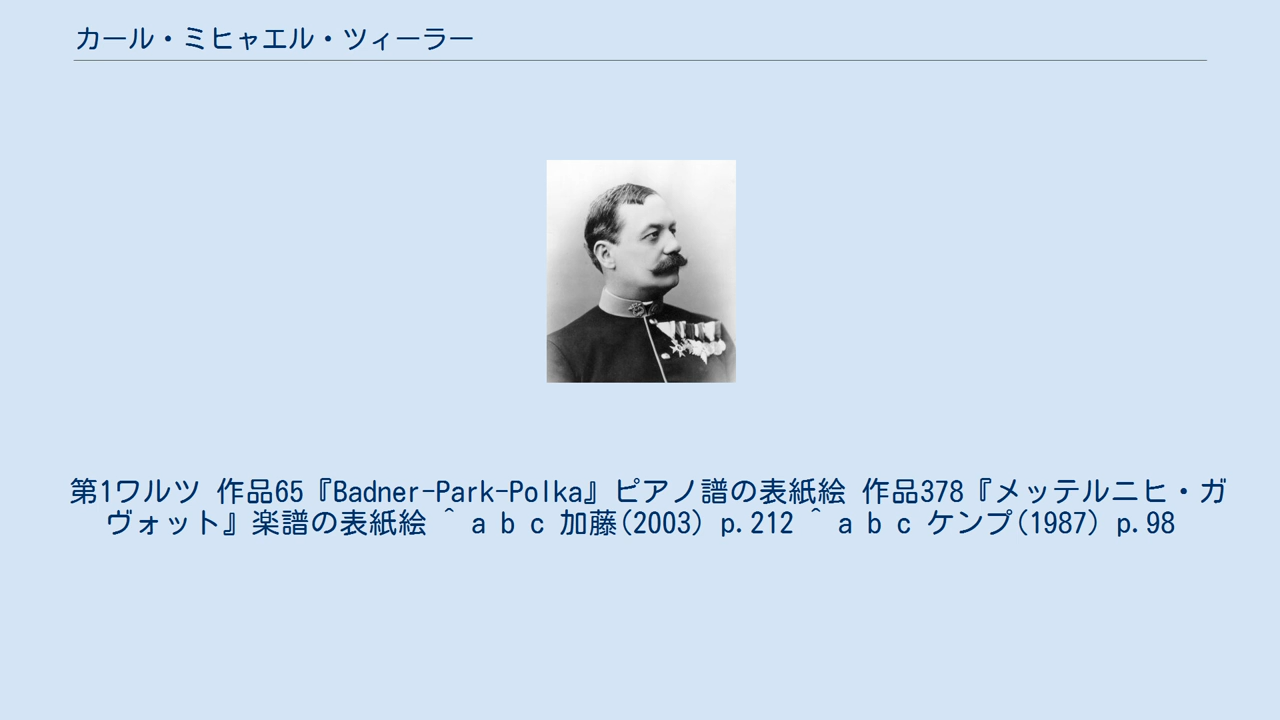 カール・ミヒャエル・ツィーラー
第1ワルツ 作品65『Badner-Park-Polka』ピアノ譜の表紙絵 作品378『メッテルニヒ・ガ
ヴォット』楽譜の表紙絵 ^ a b c 加藤(2003) p.212 ^ a b c ケンプ(1987) p.98